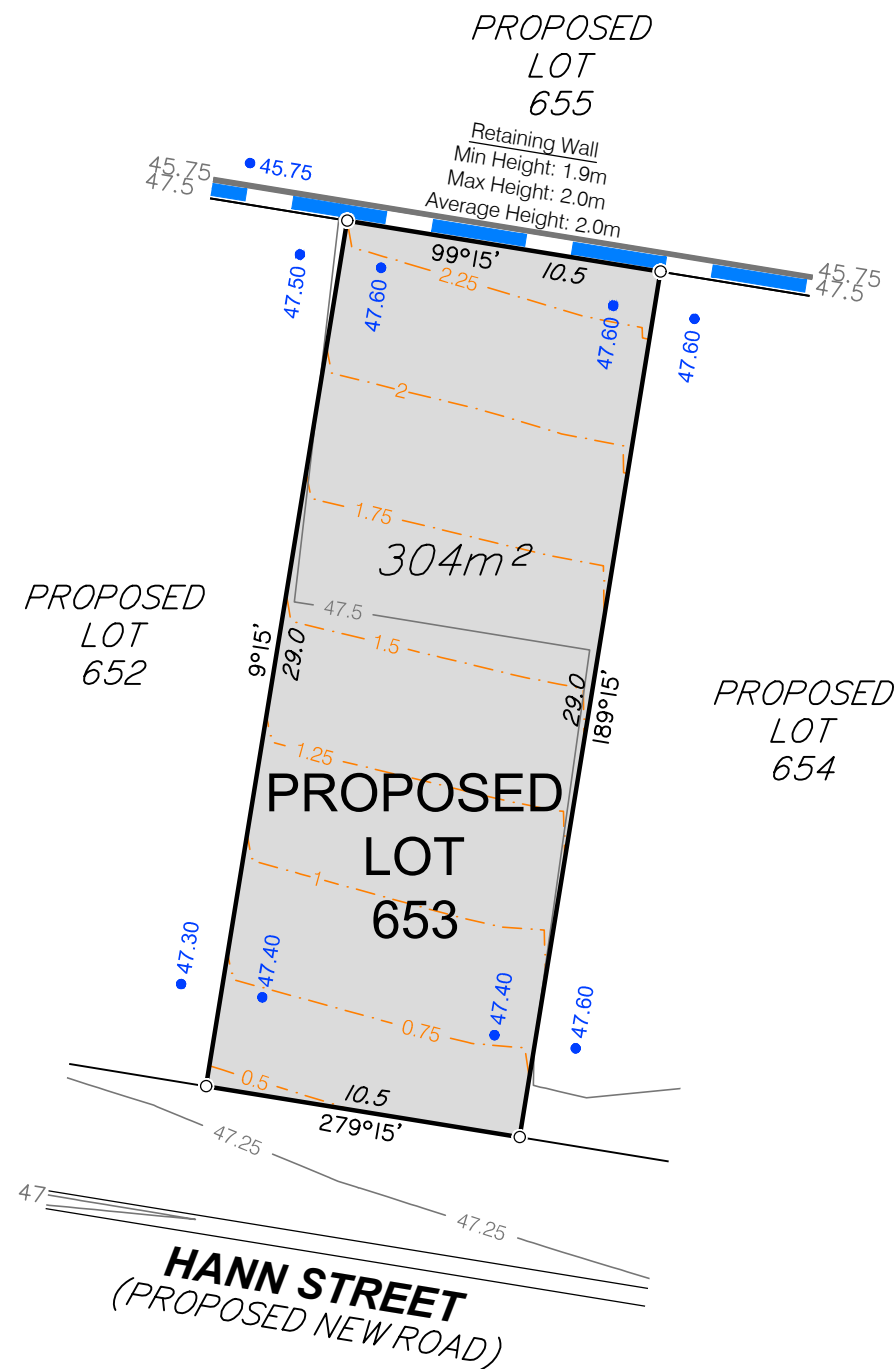 PROPOSED
LOT
655
Retaining Wall
Min Height: 1.9m
Max Height: 2.0m
Average Height: 2.0m
45.75
47.5
45.75
45.75
47.5
99°15'
10.5
47.50
47.60
2.25
47.60
47.60
2
1.75
304m²
47.5
PROPOSED
LOT
652
9°15'
29.0
1.5
29.0
189°15'
PROPOSED
LOT
654
1.25
PROPOSED
LOT
653
1
47.30
47.40
47.40
47.60
0.75
0.5
10.5
279°15'
47.25
47.25
47
HANN STREET
(PROPOSED NEW ROAD)